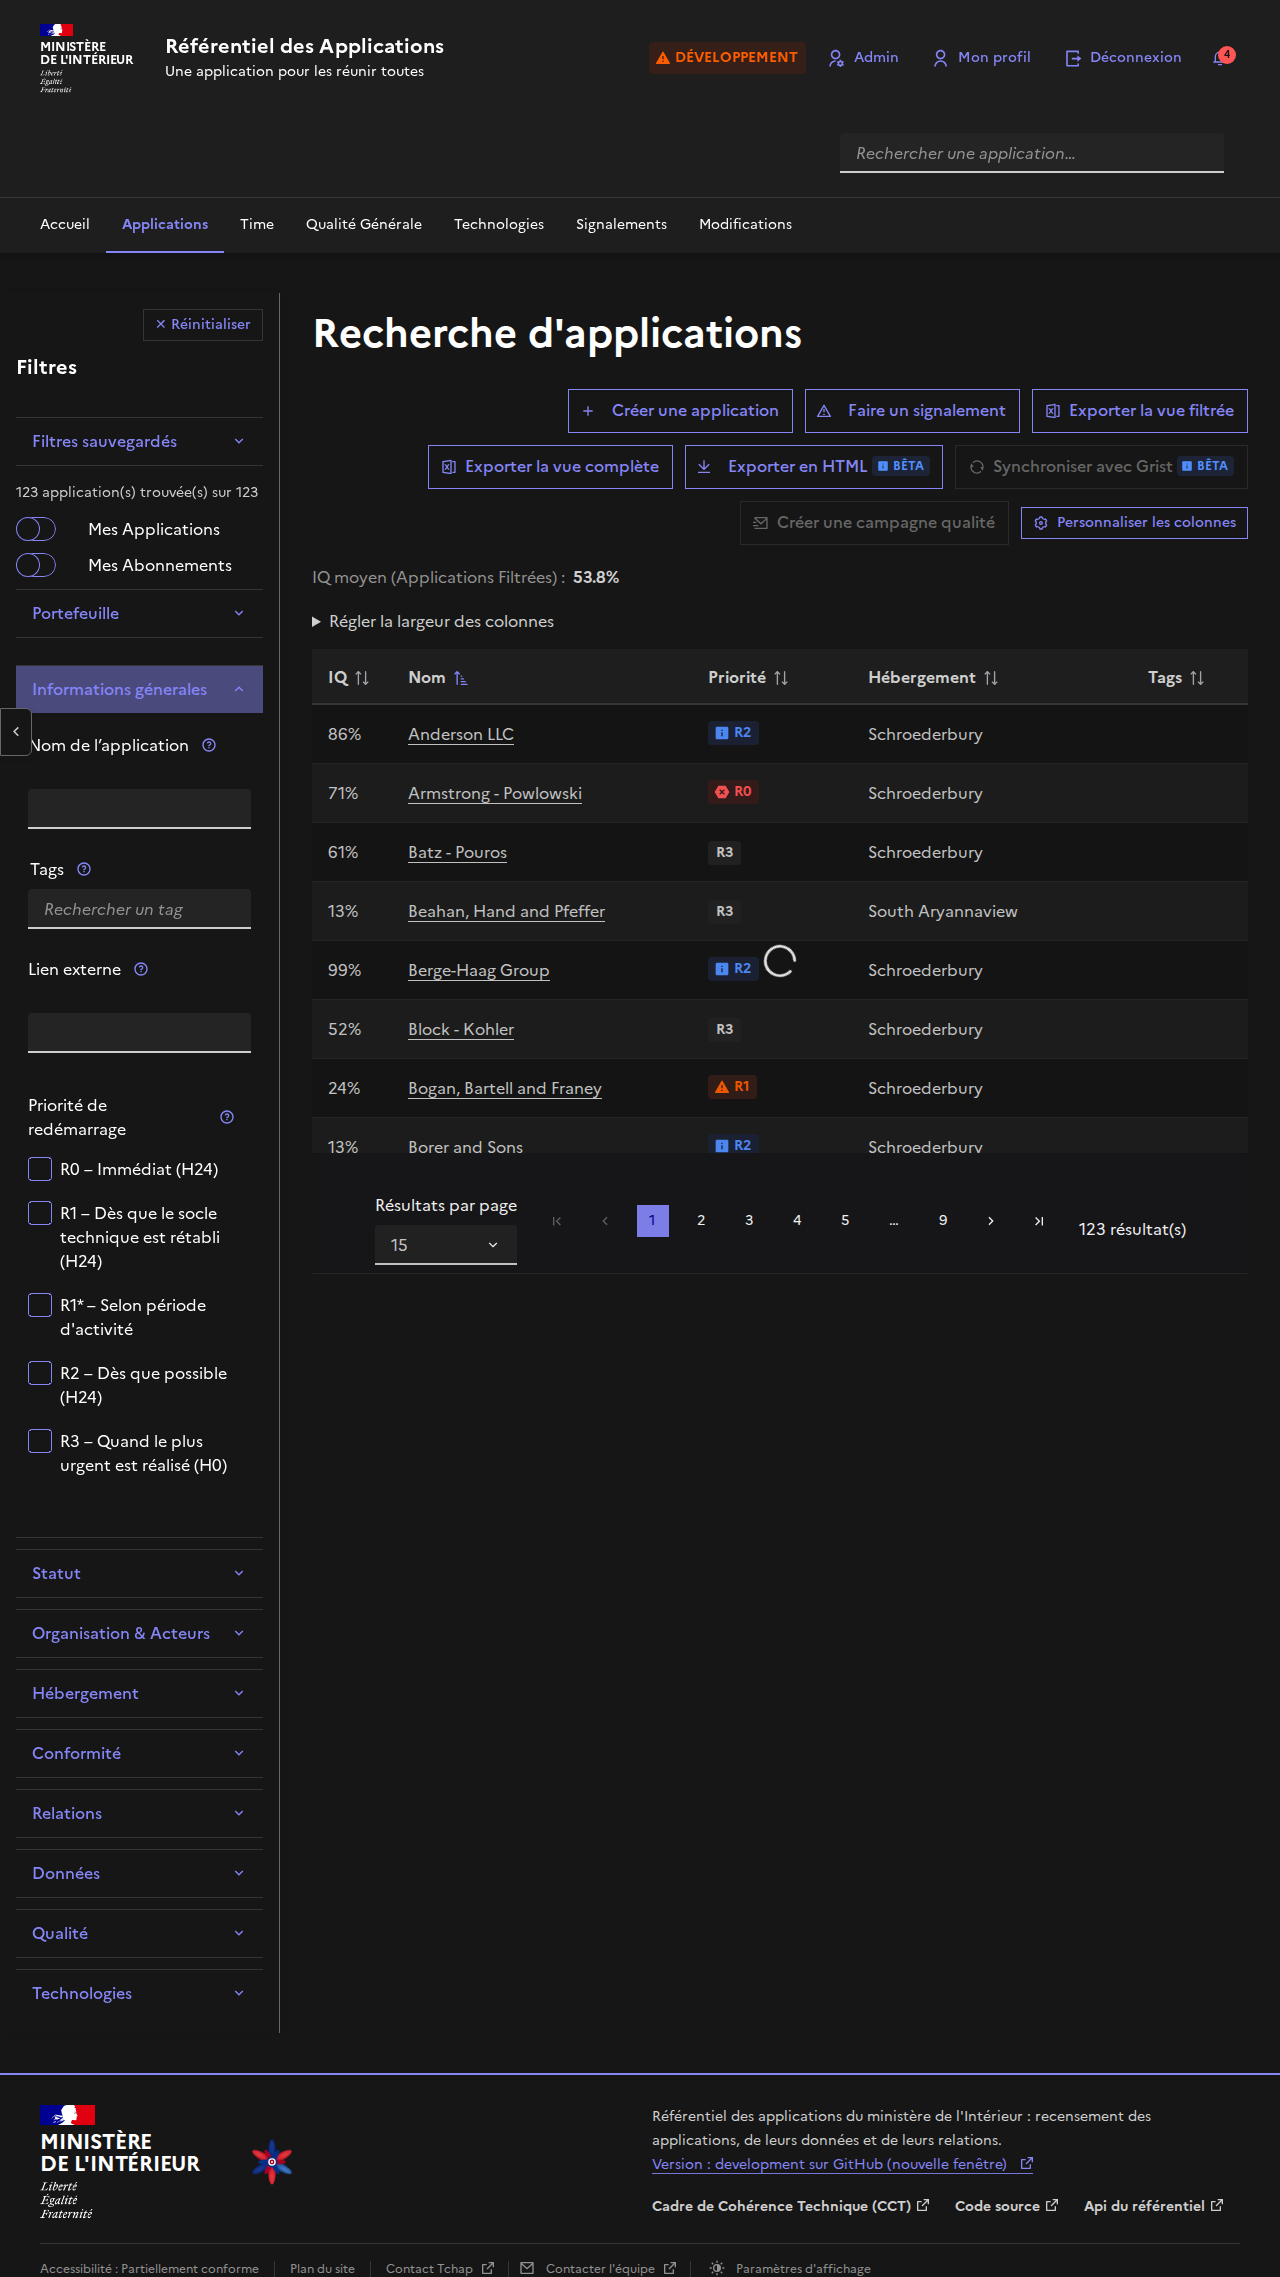 MINISTÈRE
DE L'INTÉRIEUR
Liberté
Égalité
Fraternité
Référentiel des Applications
Une application pour les réunir toutes
DÉVELOPPEMENT
Admin
Mon profil
Déconnexion
4
Rechercher une application...
Accueil
Applications
Time
Qualité Générale
Technologies
Signalements
Modifications
Réinitialiser
Filtres
Filtres sauvegardés
123 application(s) trouvée(s) sur 123
Mes Applications
Mes Abonnements
Portefeuille
Informations génerales
Nom de l’application
Tags
Rechercher un tag
Lien externe
Priorité de
redémarrage
R0 – Immédiat (H24)
R1 – Dès que le socle
technique est rétabli
(H24)
R1* – Selon période
d'activité
R2 – Dès que possible
(H24)
R3 – Quand le plus
urgent est réalisé (H0)
Statut
Organisation & Acteurs
Hébergement
Conformité
Relations
Données
Qualité
Technologies
Recherche d'applications
Créer une application
Faire un signalement
Exporter la vue filtrée
Exporter la vue complète
Exporter en HTML BÊTA
Synchroniser avec Grist BÊTA
Créer une campagne qualité
Personnaliser les colonnes
IQ moyen (Applications Filtrées) : 53.8%
Régler la largeur des colonnes
IQ Nom Priorité Hébergement Tags
86% Anderson LLC R2 Schroederbury
71% Armstrong - Powlowski R0 Schroederbury
61% Batz - Pouros R3 Schroederbury
13% Beahan, Hand and Pfeffer R3 South Aryannaview
99% Berge-Haag Group R2 Schroederbury
52% Block - Kohler R3 Schroederbury
24% Bogan, Bartell and Franey R1 Schroederbury
13% Borer and Sons R2 Schroederbury
Résultats par page
15
1 2 3 4 5 ... 9
123 résultat(s)
MINISTÈRE
DE L'INTÉRIEUR
Liberté
Égalité
Fraternité
Référentiel des applications du ministère de l'Intérieur : recensement des
applications, de leurs données et de leurs relations.
Version : development sur GitHub (nouvelle fenêtre)
Cadre de Cohérence Technique (CCT)
Code source
Api du référentiel
Accessibilité : Partiellement conforme
Plan du site
Contact Tchap
Contacter l'équipe
Paramètres d'affichage